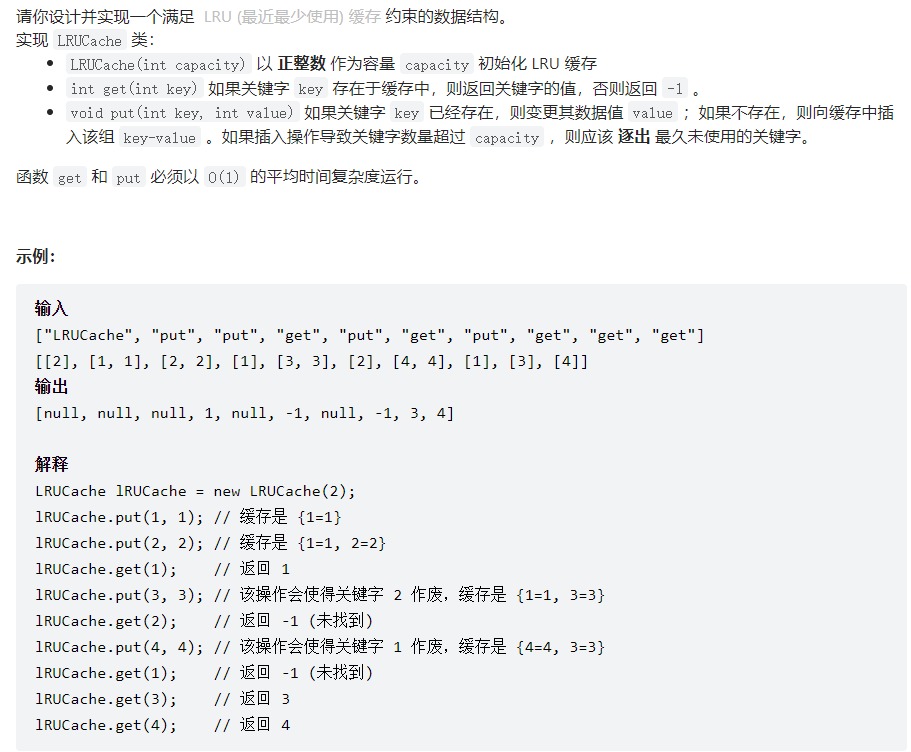 请你设计并实现一个满足 LRU (最近最少使用) 缓存 约束的数据结构。
实现 LRUCache 类:
• LRUCache(int capacity) 以 正整数 作为容量 capacity 初始化 LRU 缓存
• int get(int key) 如果关键字 key 存在于缓存中，则返回关键字的值，否则返回 -1 。
• void put(int key, int value) 如果关键字 key 已经存在，则变更其数据值 value ；如果不存在，则向缓存中插
入该组 key-value 。如果插入操作导致关键字数量超过 capacity ，则应该 逐出 最久未使用的关键字。
函数 get 和 put 必须以 O(1) 的平均时间复杂度运行。
示例:
输入
["LRUCache", "put", "put", "get", "put", "get", "put", "get", "get", "get"]
[[2], [1, 1], [2, 2], [1], [3, 3], [2], [4, 4], [1], [3], [4]]
输出
[null, null, null, 1, null, -1, null, -1, 3, 4]
解释
LRUCache lRUCache = new LRUCache(2);
lRUCache.put(1, 1); // 缓存是 {1=1}
lRUCache.put(2, 2); // 缓存是 {1=1, 2=2}
lRUCache.get(1);    // 返回 1
lRUCache.put(3, 3); // 该操作会使得关键字 2 作废，缓存是 {1=1, 3=3}
lRUCache.get(2);    // 返回 -1 (未找到)
lRUCache.put(4, 4); // 该操作会使得关键字 1 作废，缓存是 {4=4, 3=3}
lRUCache.get(1);    // 返回 -1 (未找到)
lRUCache.get(3);    // 返回 3
lRUCache.get(4);    // 返回 4